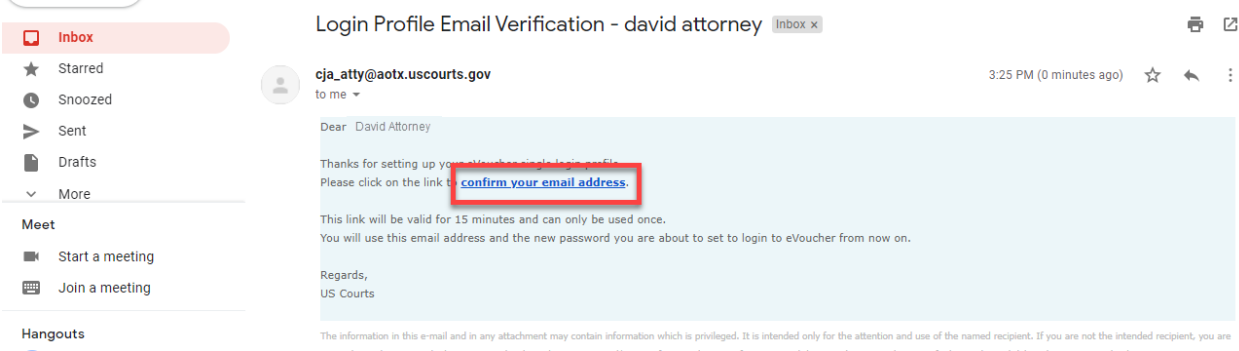 Login Profile Email Verification - david attorney Inbox x
Inbox
Starred
Snoozed
Sent
Drafts
More
Meet
Start a meeting
Join a meeting
Hangouts
cja_atty@aotx.uscourts.gov 3:25 PM (0 minutes ago)
to me
Dear David Attorney
Thanks for setting up your eVoucher single login profile.
Please click on the link to confirm your email address.
This link will be valid for 15 minutes and can only be used once.
You will use this email address and the new password you are about to set to login to eVoucher from now on.
Regards,
US Courts
The information in this e-mail and in any attachment may contain information which is privileged. It is intended only for the attention and use of the named recipient. If you are not the intended recipient, you are